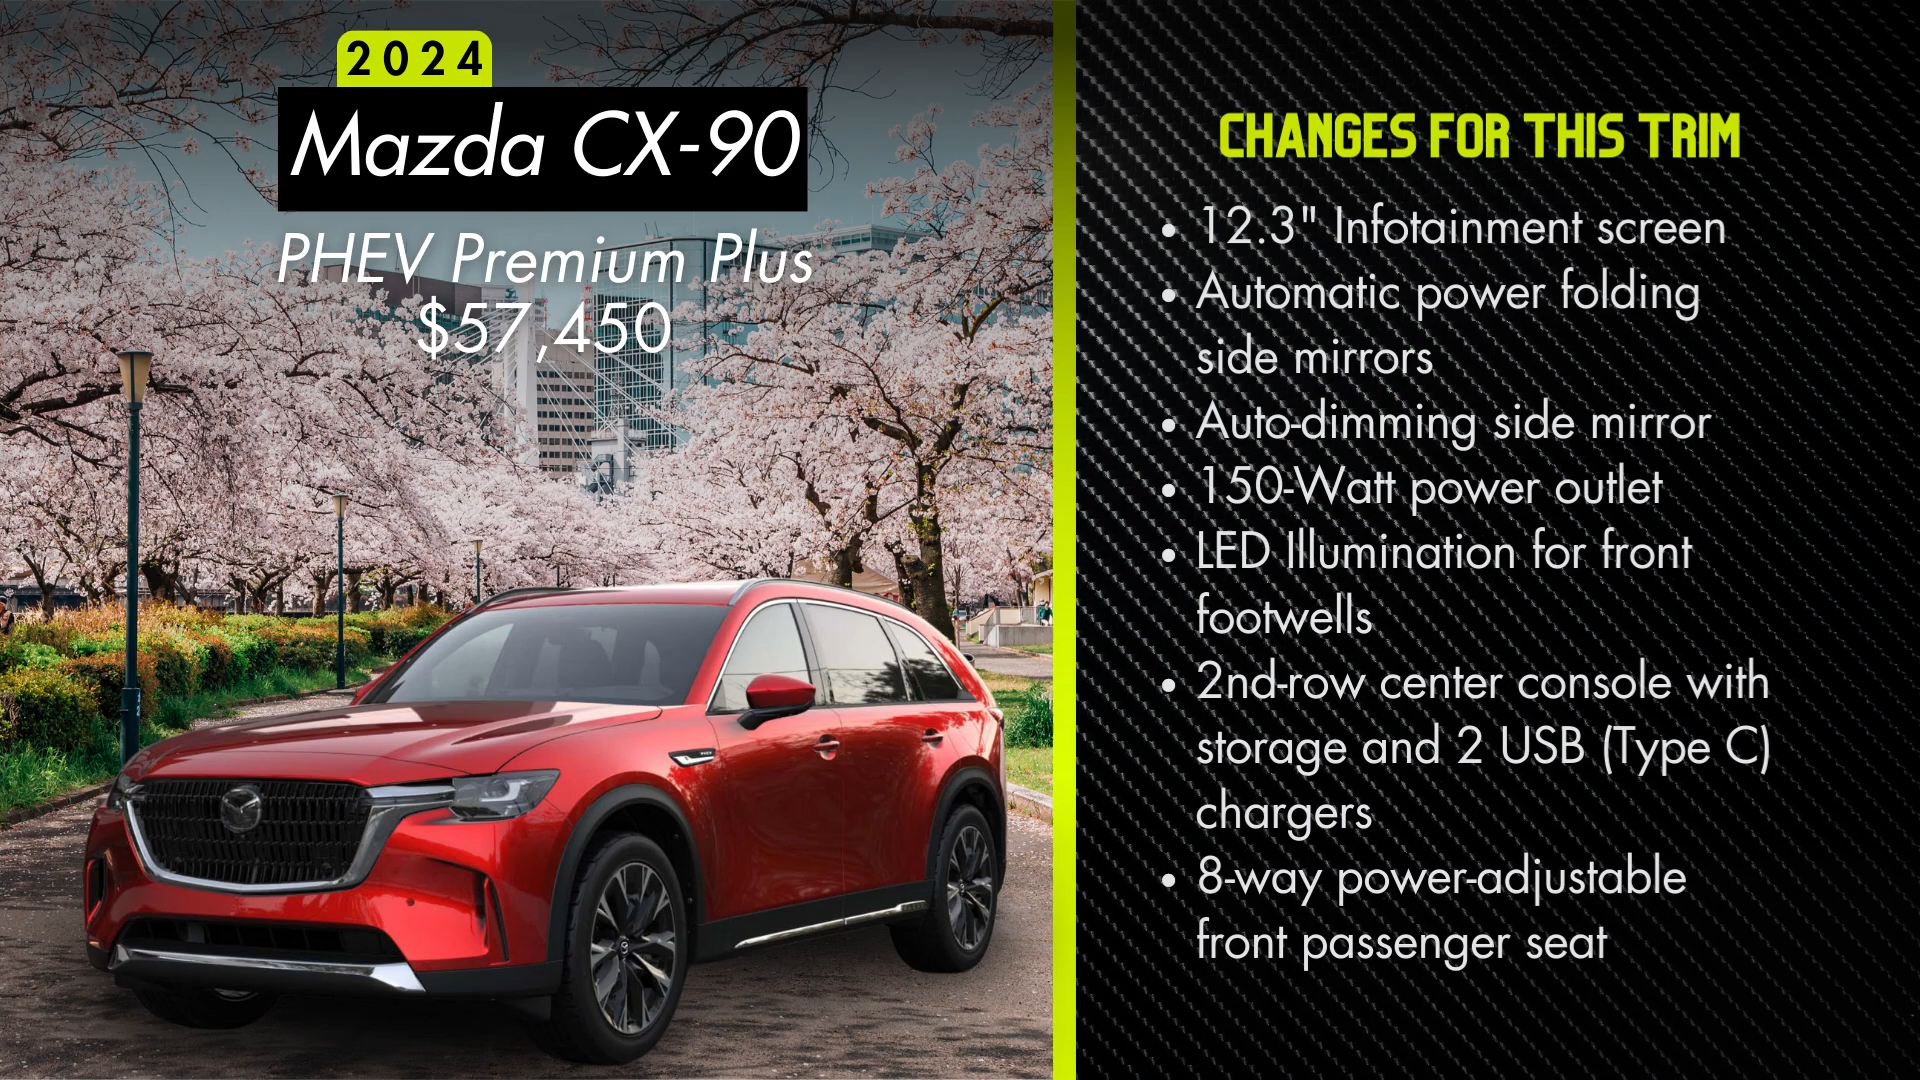 2024
Mazda CX-90
PHEV Premium Plus
$57,450
CHANGES FOR THIS TRIM
• 12.3" Infotainment screen
• Automatic power folding
side mirrors
• Auto-dimming side mirror
• 150-Watt power outlet
• LED Illumination for front
footwells
• 2nd-row center console with
storage and 2 USB (Type C)
chargers
• 8-way power-adjustable
front passenger seat